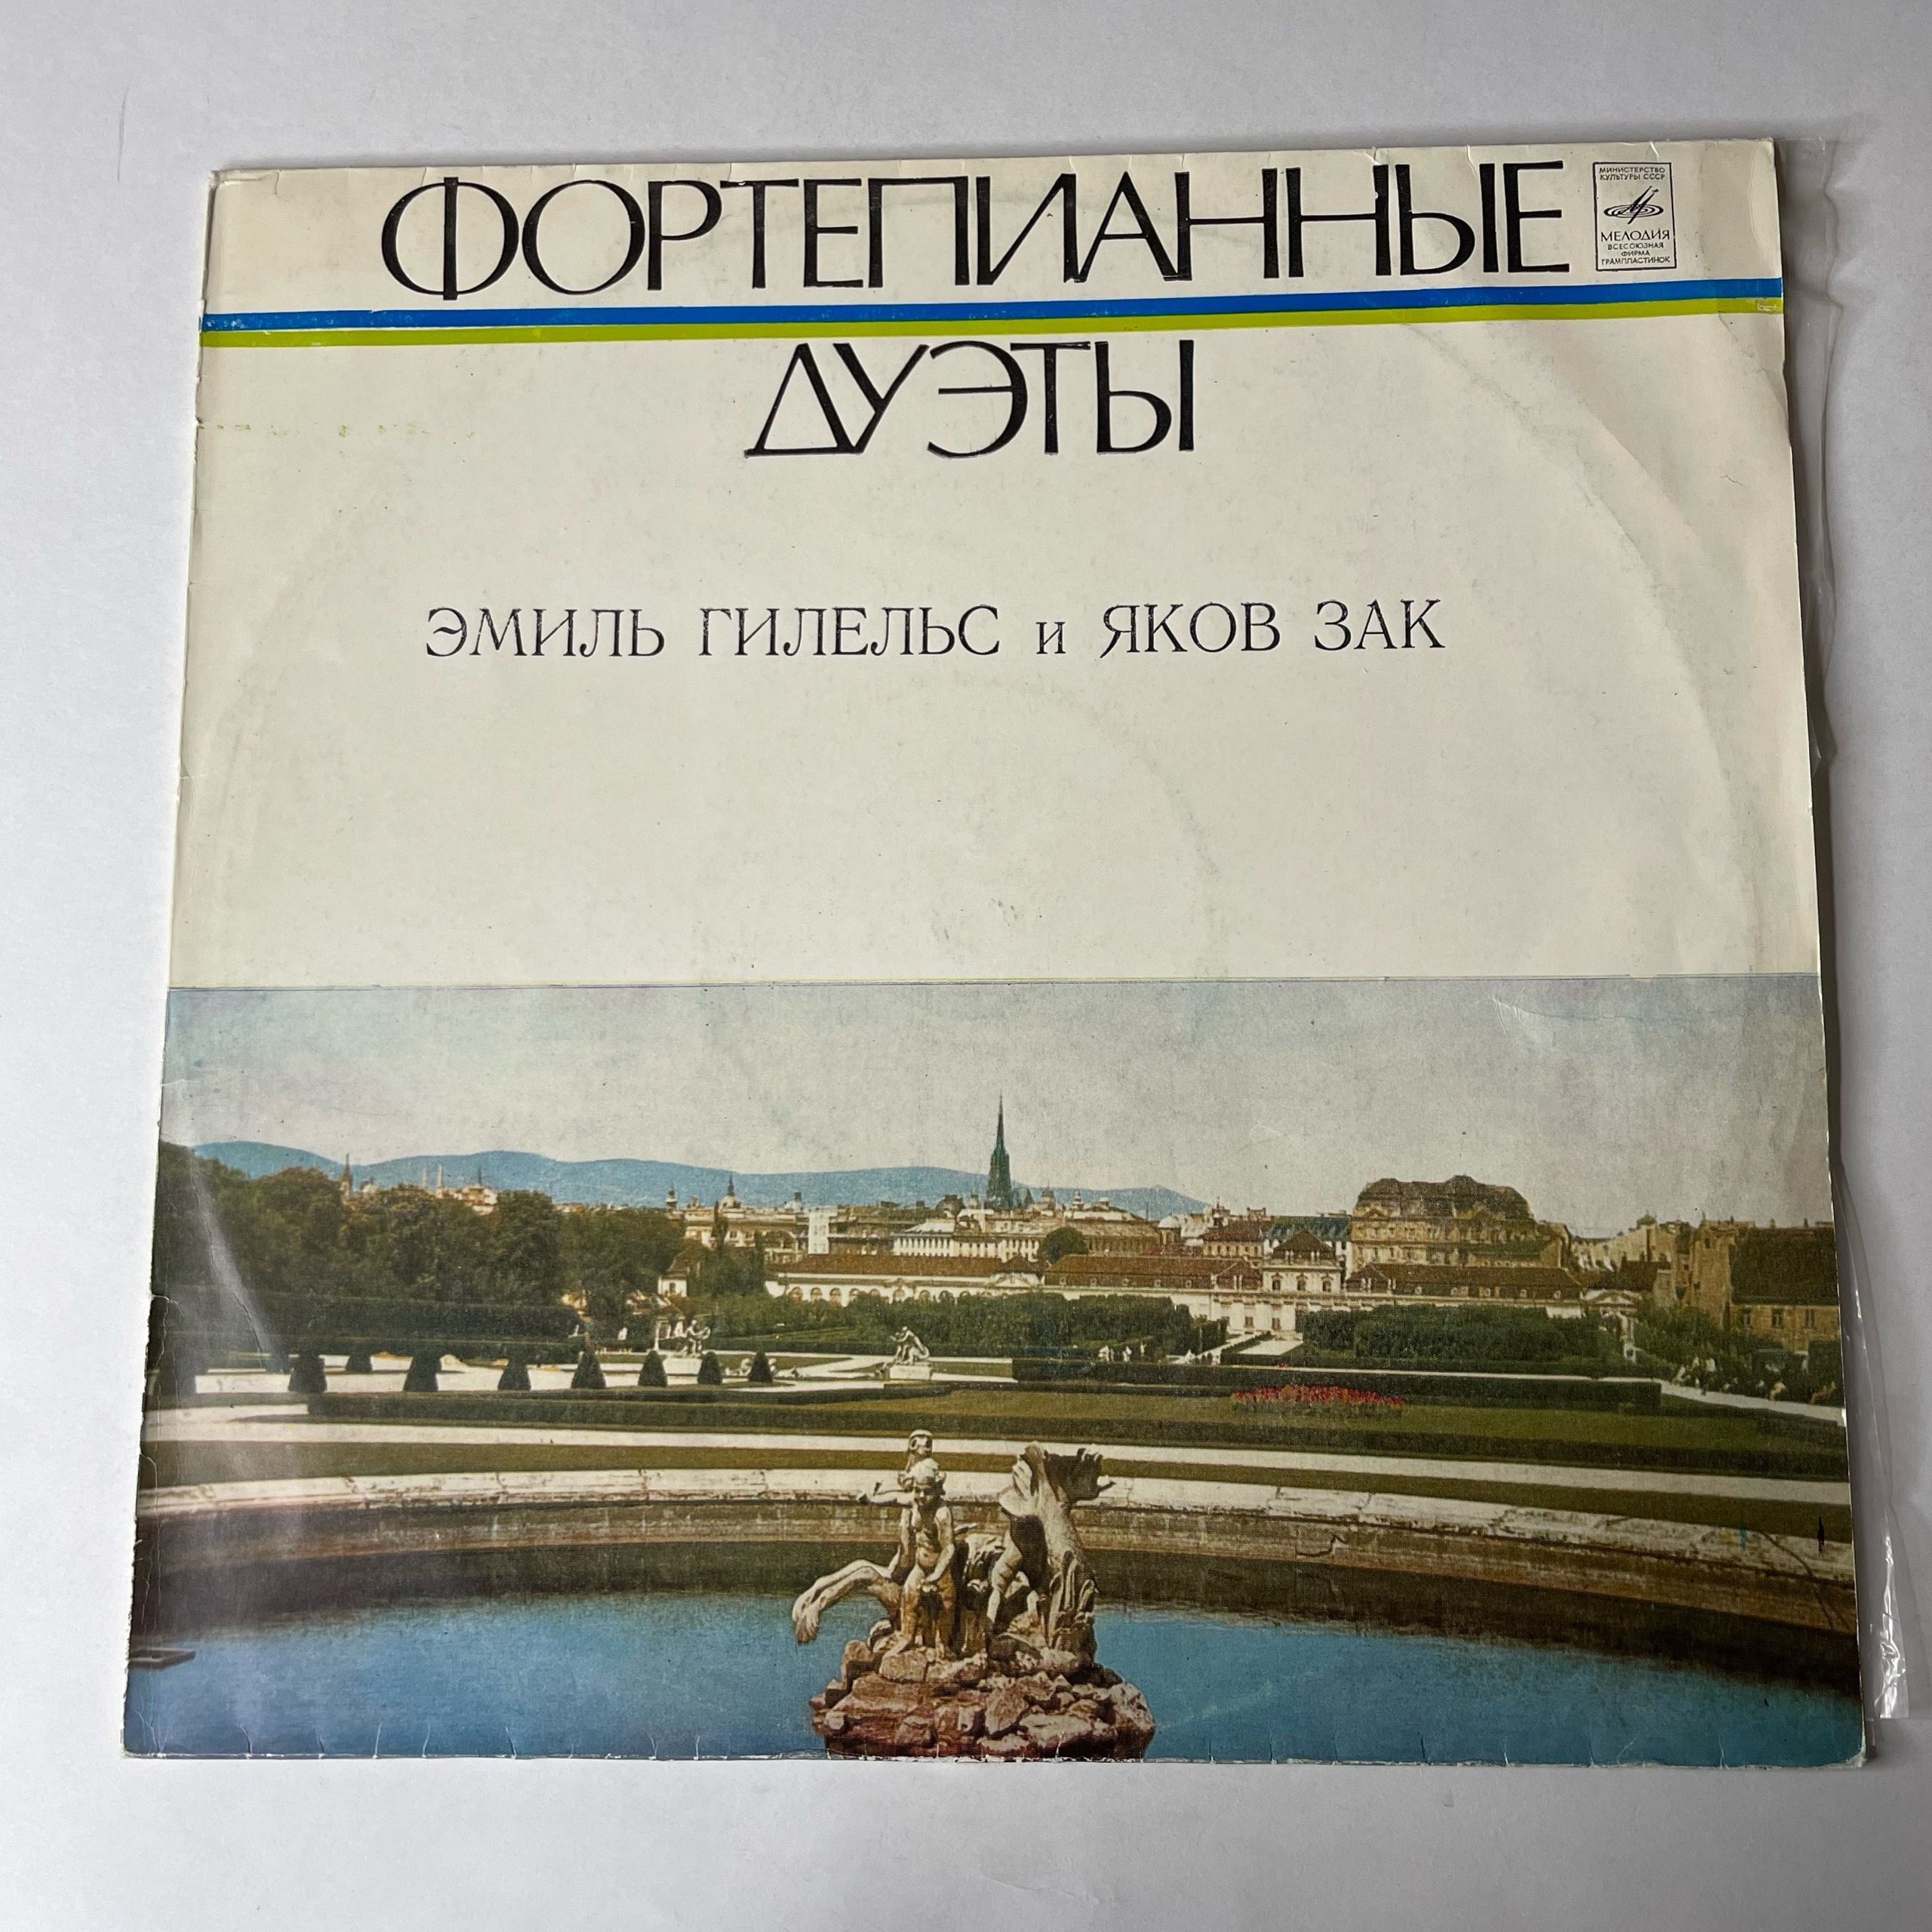 ФОРТЕПИАННЫЕ
МИНИСТЕРСТВО
КУЛЬТУРЫ СССР
МЕЛОДИЯ
ВСЕСОЮЗНАЯ
ФИРМА
ГРАМПЛАСТИНОК
ДУЭТЫ
ЭМИЛЬ ГИЛЕЛЬС и ЯКОВ ЗАК